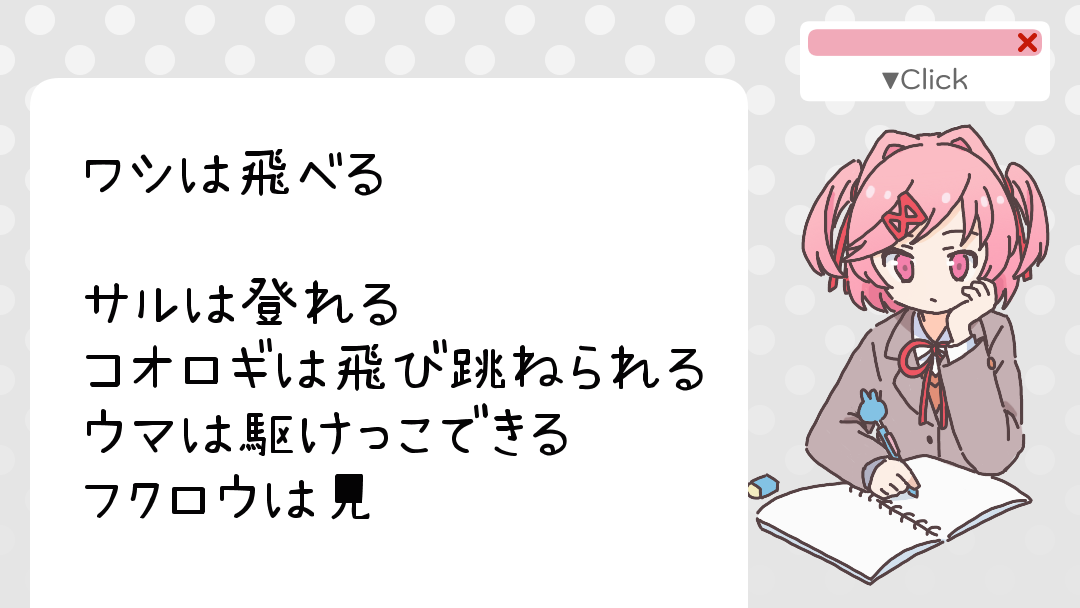 ワシは飛べる
サルは登れる
コオロギは飛び跳ねられる
ウマは駆けっこできる
フクロウは見
▼Click